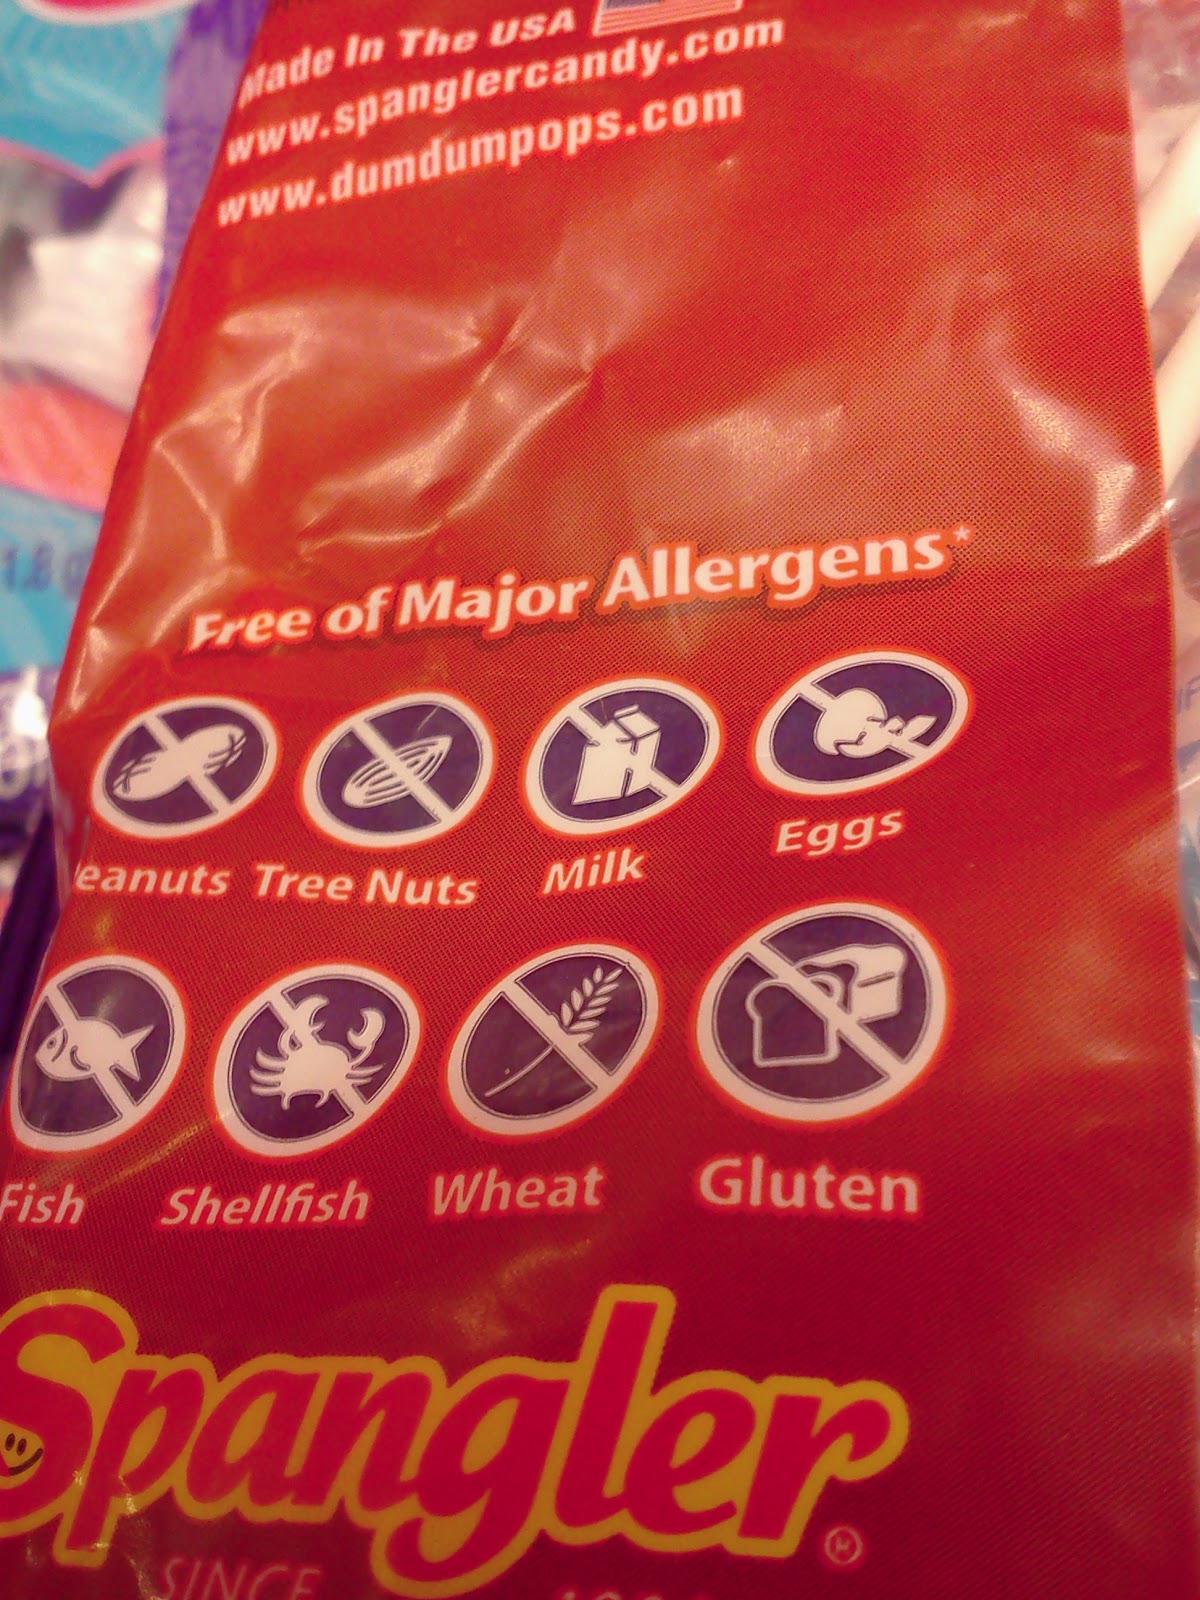 Made In The USA
www.spanglercandy.com
www.dumdumpops.com
Free of Major Allergens*
eanuts Tree Nuts Milk Eggs
Fish Shellfish Wheat Gluten
Spangler®
SINCE